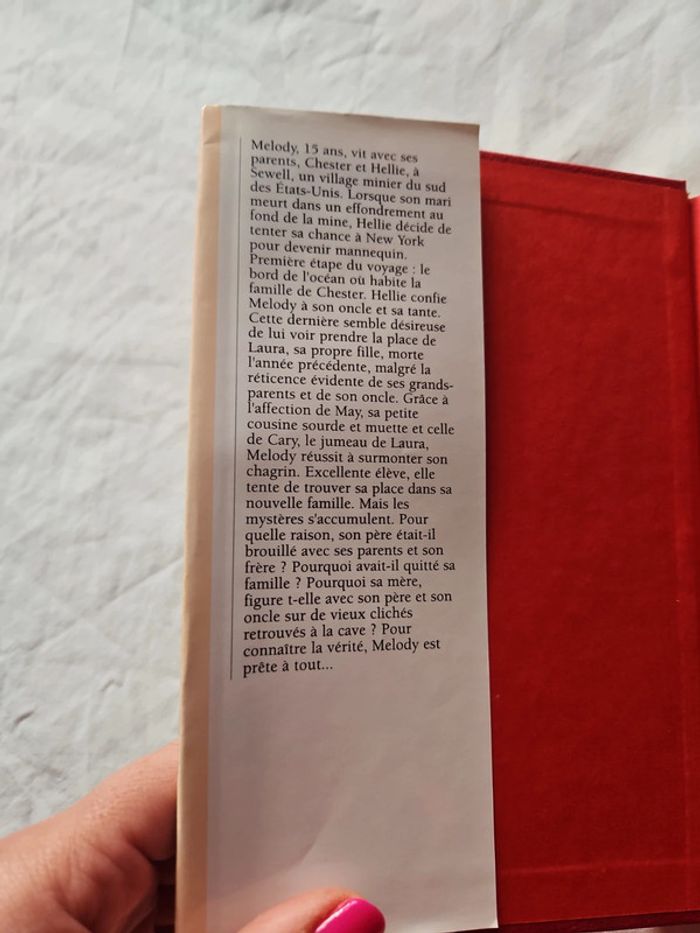 Melody, 15 ans, vit avec ses
parents, Chester et Hellie, à
Sewell, un village minier du sud
des États-Unis. Lorsque son mari
meurt dans un effondrement au
fond de la mine, Hellie décide de
tenter sa chance à New York
pour devenir mannequin.
Première étape du voyage : le
bord de l'océan où habite la
famille de Chester. Hellie confie
Melody à son oncle et sa tante.
Cette dernière semble désireuse
de lui voir prendre la place de
Laura, sa propre fille, morte
l'année précédente, malgré la
réticence évidente de ses grands-
parents et de son oncle. Grâce à
l'affection de May, sa petite
cousine sourde et muette et celle
de Cary, le jumeau de Laura,
Melody réussit à surmonter son
chagrin. Excellente élève, elle
tente de trouver sa place dans sa
nouvelle famille. Mais les
mystères s'accumulent. Pour
quelle raison, son père était-il
brouillé avec ses parents et son
frère ? Pourquoi avait-il quitté sa
famille ? Pourquoi sa mère,
figure t-elle avec son père et son
oncle sur de vieux clichés
retrouvés à la cave ? Pour
connaître la vérité, Melody est
prête à tout...